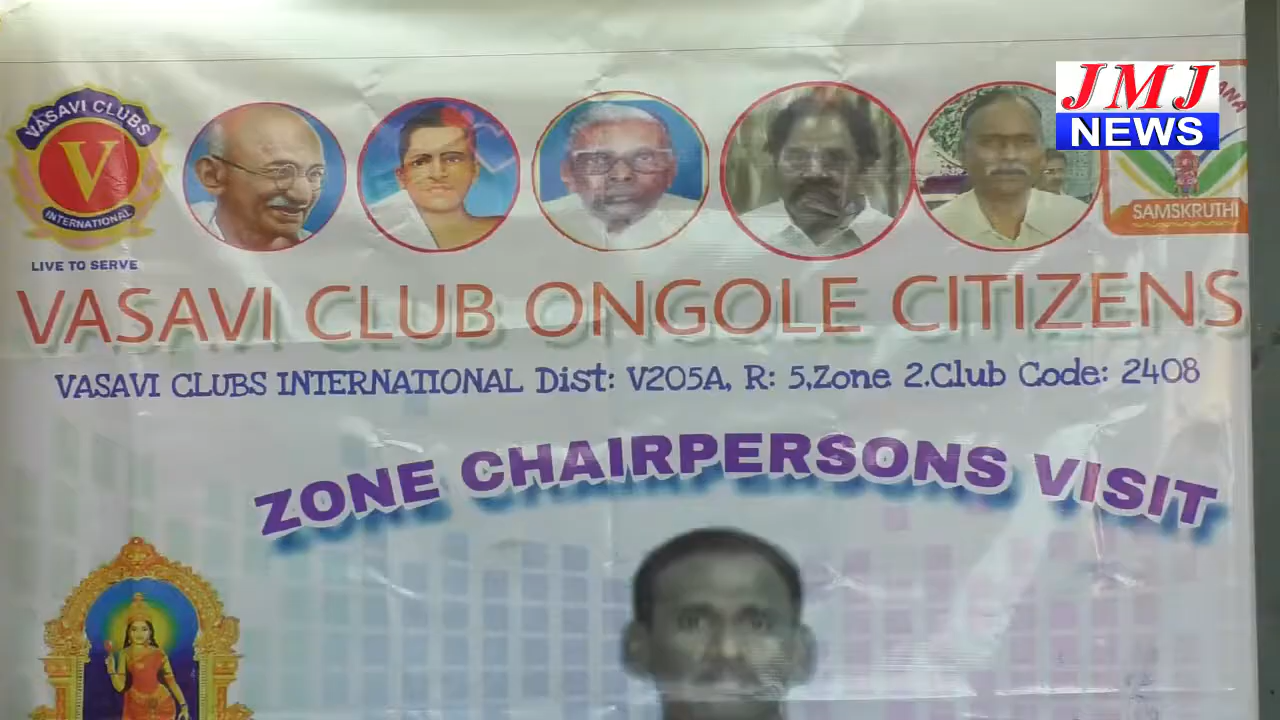 VASAVI CLUBS
V
INTERNATIONAL
LIVE TO SERVE
JMJ
NEWS
ANA
SAMSKRUTHI
VASAVI CLUB ONGOLE CITIZENS
VASAVI CLUBS INTERNATIONAL Dist: V205A, R: 5,Zone 2.Club Code: 2408
ZONE CHAIRPERSONS VISIT